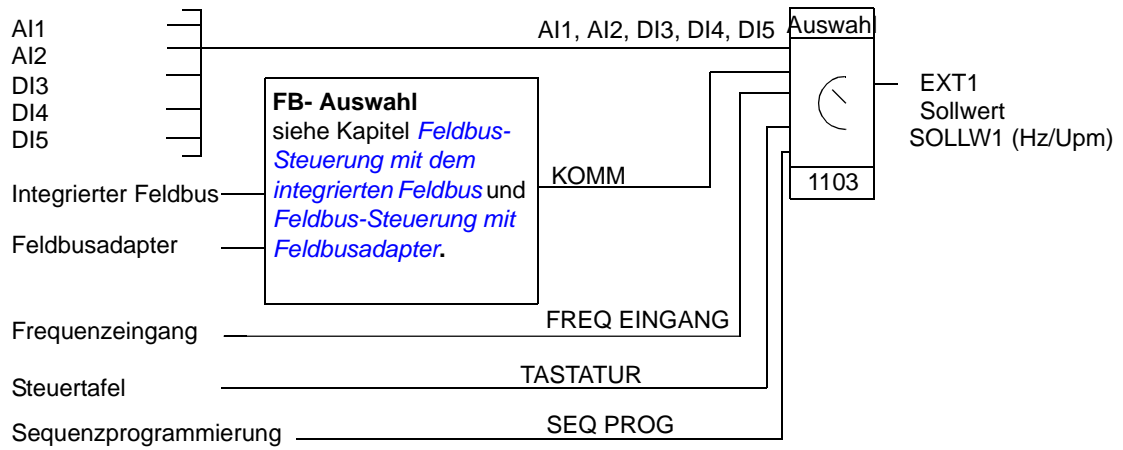 AI1
AI2
DI3
DI4
DI5
AI1, AI2, DI3, DI4, DI5
Auswahl
1103
EXT1
Sollwert
SOLLW1 (Hz/Upm)
FB- Auswahl
siehe Kapitel Feldbus-
Steuerung mit dem
integrierten Feldbus und
Feldbus-Steuerung mit
Feldbusadapter.
KOMM
Integrierter Feldbus
Feldbusadapter
Frequenzeingang
FREQ EINGANG
Steuertafel
TASTATUR
Sequenzprogrammierung
SEQ PROG